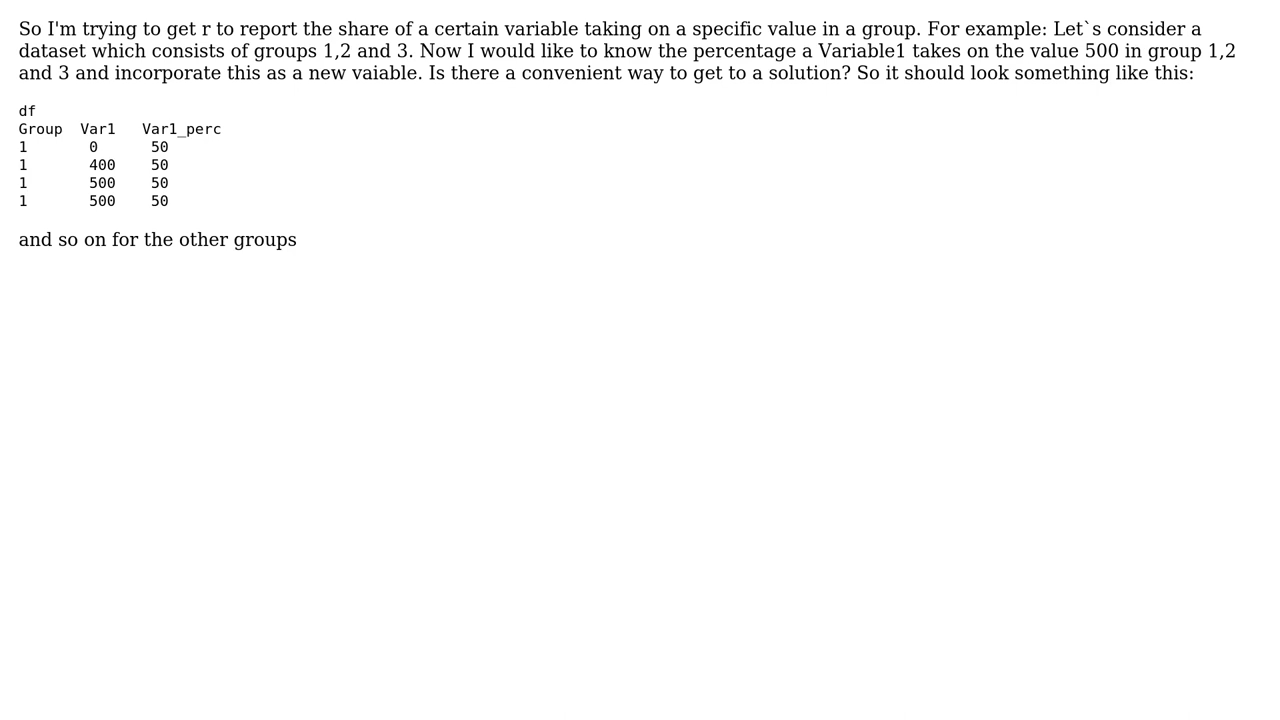 So I'm trying to get r to report the share of a certain variable taking on a specific value in a group. For example: Let`s consider a
dataset which consists of groups 1,2 and 3. Now I would like to know the percentage a Variable1 takes on the value 500 in group 1,2
and 3 and incorporate this as a new vaiable. Is there a convenient way to get to a solution? So it should look something like this:
df
Group  Var1   Var1_perc
1       0      50
1       400    50
1       500    50
1       500    50
and so on for the other groups